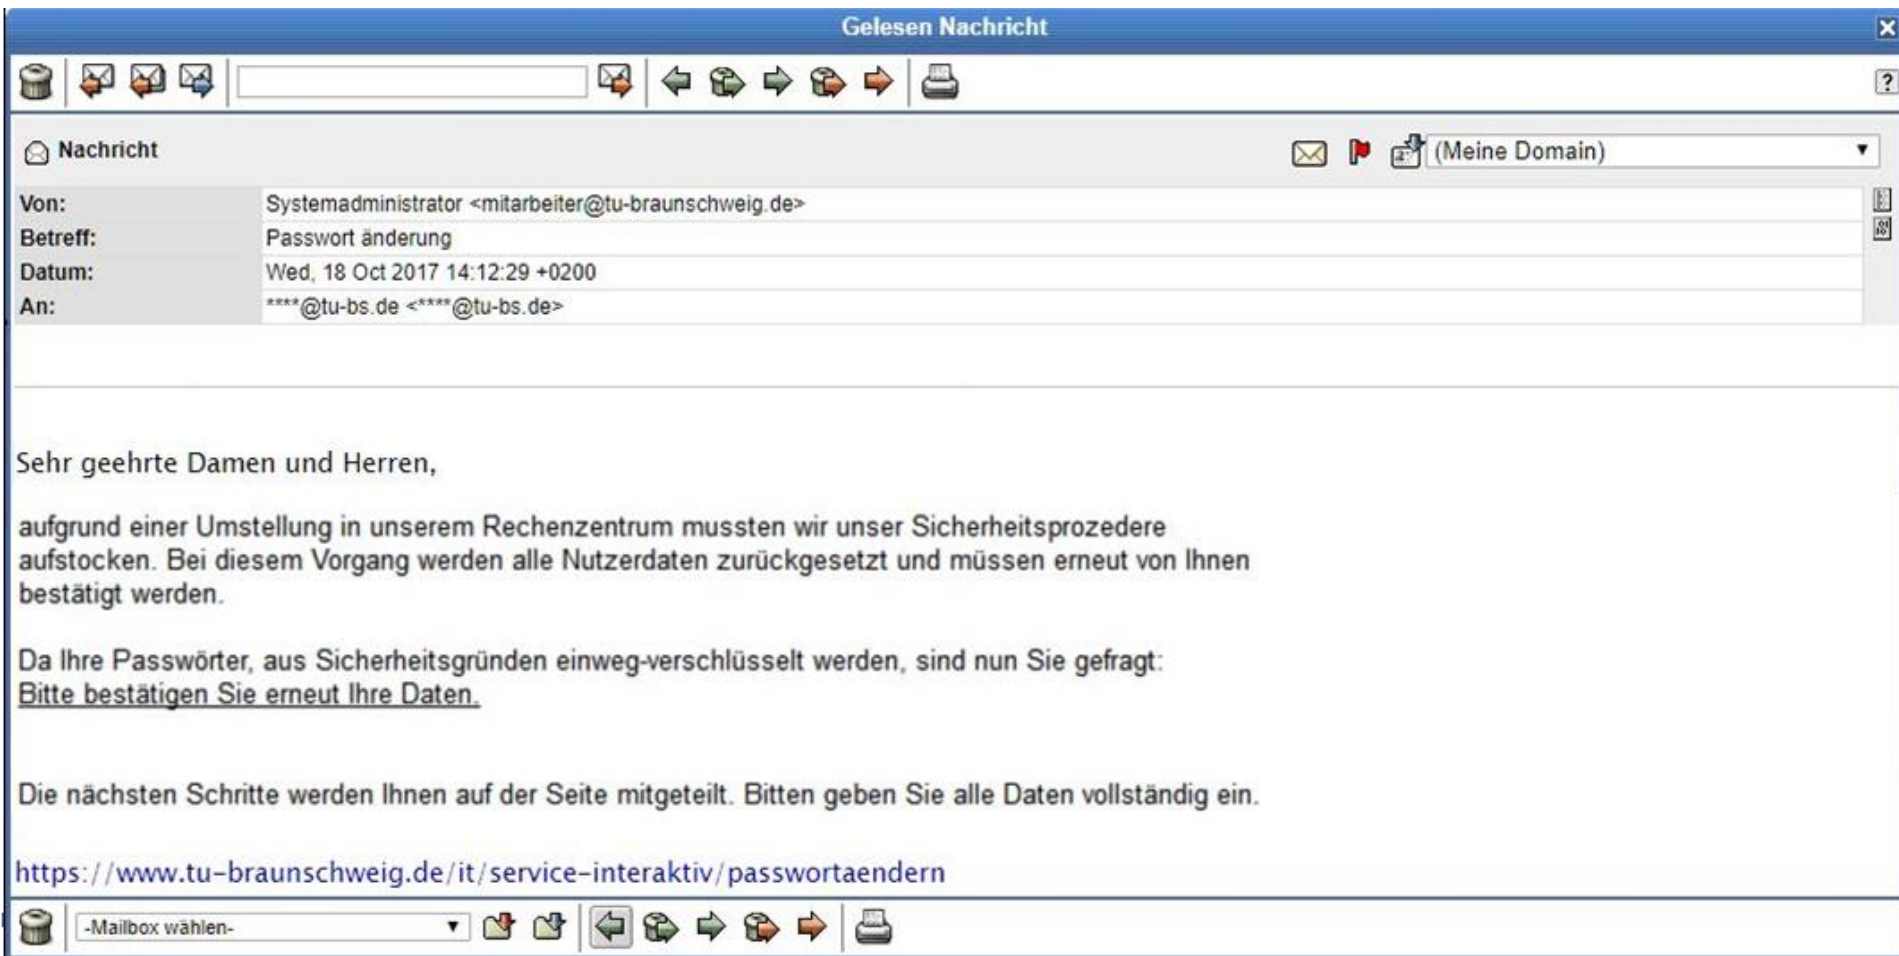 Gelesen Nachricht
Nachricht
(Meine Domain)
Von: Systemadministrator <mitarbeiter@tu-braunschweig.de>
Betreff: Passwort änderung
Datum: Wed, 18 Oct 2017 14:12:29 +0200
An: ****@tu-bs.de <****@tu-bs.de>
Sehr geehrte Damen und Herren,
aufgrund einer Umstellung in unserem Rechenzentrum mussten wir unser Sicherheitsprozedere
aufstocken. Bei diesem Vorgang werden alle Nutzerdaten zurückgesetzt und müssen erneut von Ihnen
bestätigt werden.
Da Ihre Passwörter, aus Sicherheitsgründen einweg-verschlüsselt werden, sind nun Sie gefragt:
Bitte bestätigen Sie erneut Ihre Daten.
Die nächsten Schritte werden Ihnen auf der Seite mitgeteilt. Bitten geben Sie alle Daten vollständig ein.
https://www.tu-braunschweig.de/it/service-interaktiv/passwortaendern
-Mailbox wählen-